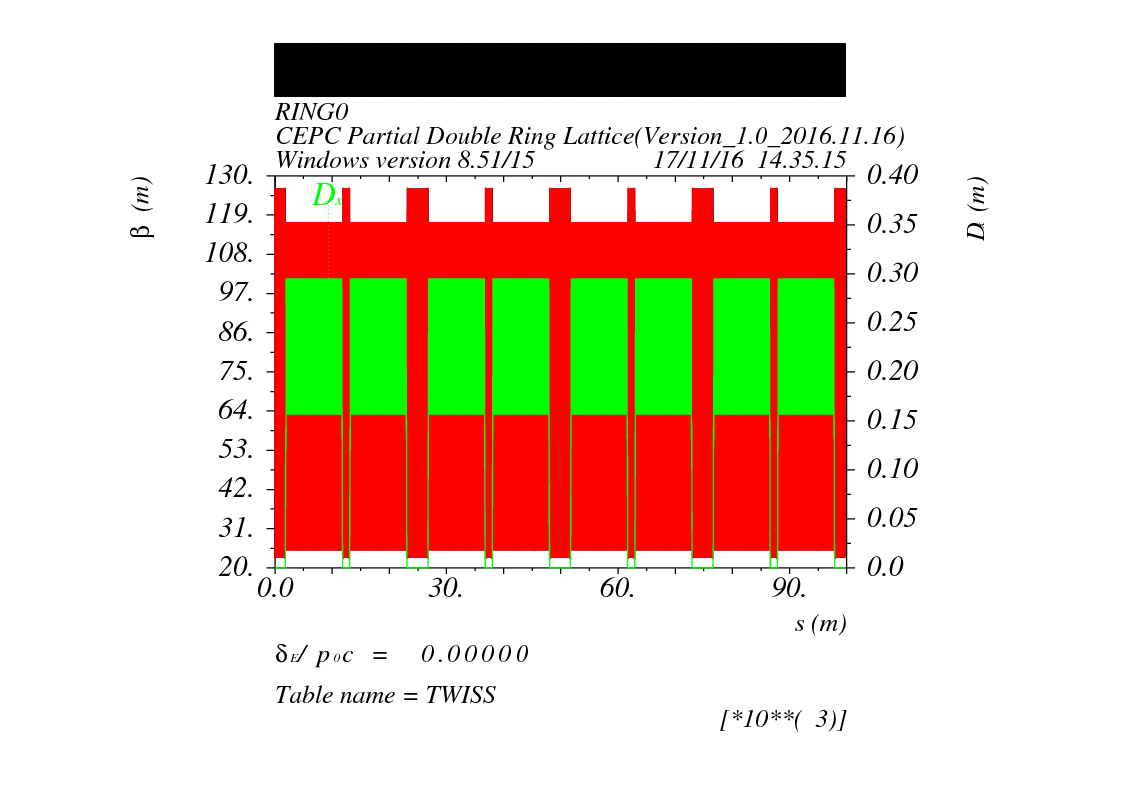 RING0
CEPC Partial Double Ring Lattice(Version_1.0_2016.11.16)
Windows version 8.51/15 17/11/16 14.35.15
β (m)
130.
119.
108.
97.
86.
75.
64.
53.
42.
31.
20.
Dx
0.40
0.35
0.30
0.25
0.20
0.15
0.10
0.05
0.0
D (m)
0.0 30. 60. 90.
s (m)
δE/ p0c = 0.00000
Table name = TWISS
[*10**( 3)]